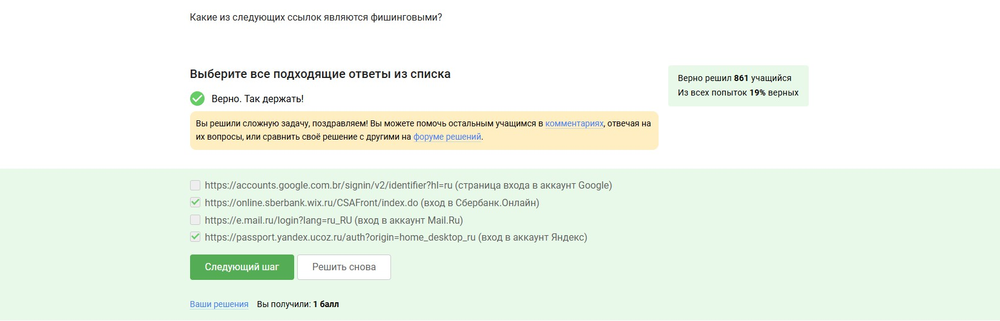 Какие из следующих ссылок являются фишинговыми?
Выберите все подходящие ответы из списка
Верно решил 861 учащийся
Из всех попыток 19% верных
Верно. Так держать!
Вы решили сложную задачу, поздравляем! Вы можете помочь остальным учащимся в комментариях, отвечая на
их вопросы, или сравнить своё решение с другими на форуме решений.
https://accounts.google.com.br/signin/v2/identifier?hl=ru (страница входа в аккаунт Google)
https://online.sberbank.wix.ru/CSAFront/index.do (вход в Сбербанк.Онлайн)
https://e.mail.ru/login?lang=ru_RU (вход в аккаунт Mail.Ru)
https://passport.yandex.ucoz.ru/auth?origin=home_desktop_ru (вход в аккаунт Яндекс)
Следующий шаг
Решить снова
Ваши решения Вы получили: 1 балл